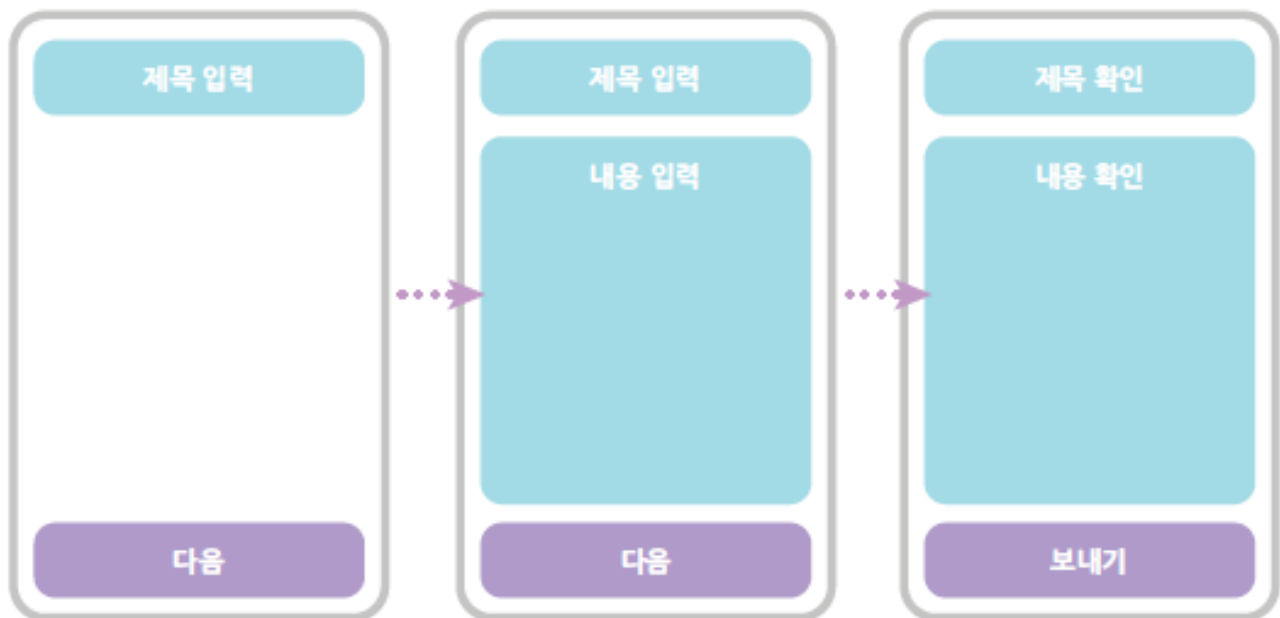 제목 입력
다음
제목 입력
내용 입력
다음
제목 확인
내용 확인
보내기